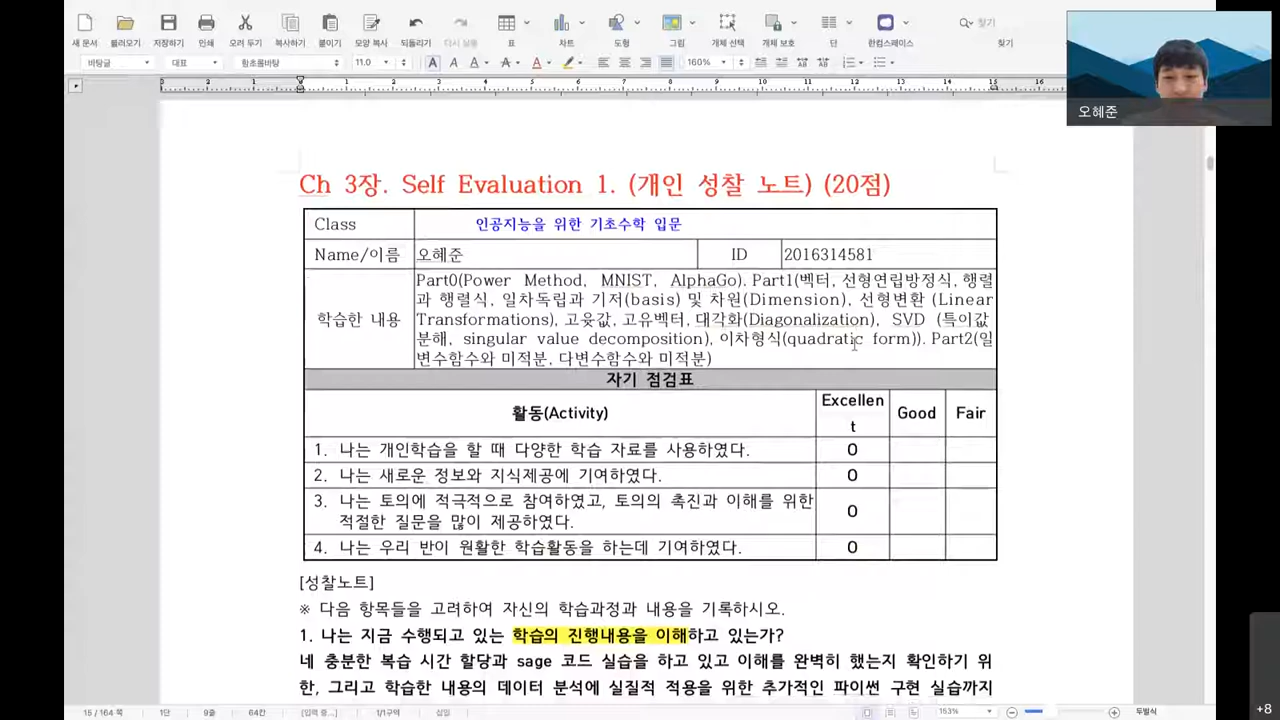 새 문서 불러오기 저장하기 인쇄 오려 두기 복사하기 붙이기 모양 복사 되돌리기 다시 실행 표 차트 도형 그림 개체 선택 개체 보호 단 한컴스페이스 찾기
찾기
바탕글 대표 함초롬바탕 11.0 160%
오혜준
Ch 3장. Self Evaluation 1. (개인 성찰 노트) (20점)
Class 인공지능을 위한 기초수학 입문
Name/이름 오혜준 ID 2016314581
학습한 내용
Part0(Power Method, MNIST, AlphaGo). Part1(벡터, 선형연립방정식, 행렬
과 행렬식, 일차독립과 기저(basis) 및 차원(Dimension), 선형변환 (Linear
Transformations), 고윳값, 고유벡터, 대각화(Diagonalization), SVD (특이값
분해, singular value decomposition), 이차형식(quadratic form)). Part2(일
변수함수와 미적분, 다변수함수와 미적분)
자기 점검표
활동(Activity) Excellen
t Good Fair
1. 나는 개인학습을 할 때 다양한 학습 자료를 사용하였다. O
2. 나는 새로운 정보와 지식제공에 기여하였다. O
3. 나는 토의에 적극적으로 참여하였고, 토의의 촉진과 이해를 위한
적절한 질문을 많이 제공하였다. O
4. 나는 우리 반이 원활한 학습활동을 하는데 기여하였다. O
[성찰노트]
※ 다음 항목들을 고려하여 자신의 학습과정과 내용을 기록하시오.
1. 나는 지금 수행되고 있는 학습의 진행내용을 이해하고 있는가?
네 충분한 복습 시간 할당과 sage 코드 실습을 하고 있고 이해를 완벽히 했는지 확인하기 위
한, 그리고 학습한 내용의 데이터 분석에 실질적 적용을 위한 추가적인 파이썬 구현 실습까지
15 / 164 쪽 1단 9줄 64칸 1/1구역 삽입 153% 두벌식
+8